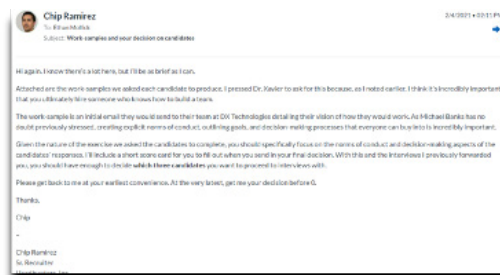 Chip Ramirez
2/4/2021 • 02:11 PM
To: Ethan Mollick
Subject: Work samples and your decision on candidates
Hi again. I know there's a lot here, but I'll be as brief as I can.
Attached are the work samples we asked each candidate to produce. I pressed Dr. Xavier to ask for this because, as I noted earlier, I think it's incredibly important
that you ultimately hire someone who knows how to build a team.
The work sample is an initial email they would send to their team at DX Technologies detailing their vision of how they would work. As Michael Banks has no
doubt previously stressed, creating explicit norms of conduct, outlining goals, and decision-making processes that everyone can buy into is incredibly important.
Given the nature of the exercise we asked the candidates to complete, you should specifically focus on the norms of conduct and decision-making aspects of the
candidates' responses. I'll include a short score card for you to fill out when you send in your final decision. With this and the interviews I previously forwarded
you, you should have enough to decide which three candidates you want to proceed to interviews with.
Please get back to me at your earliest convenience. At the very latest, get me your decision before 6.
Thanks,
Chip
–
Chip Ramirez
Sr. Recruiter